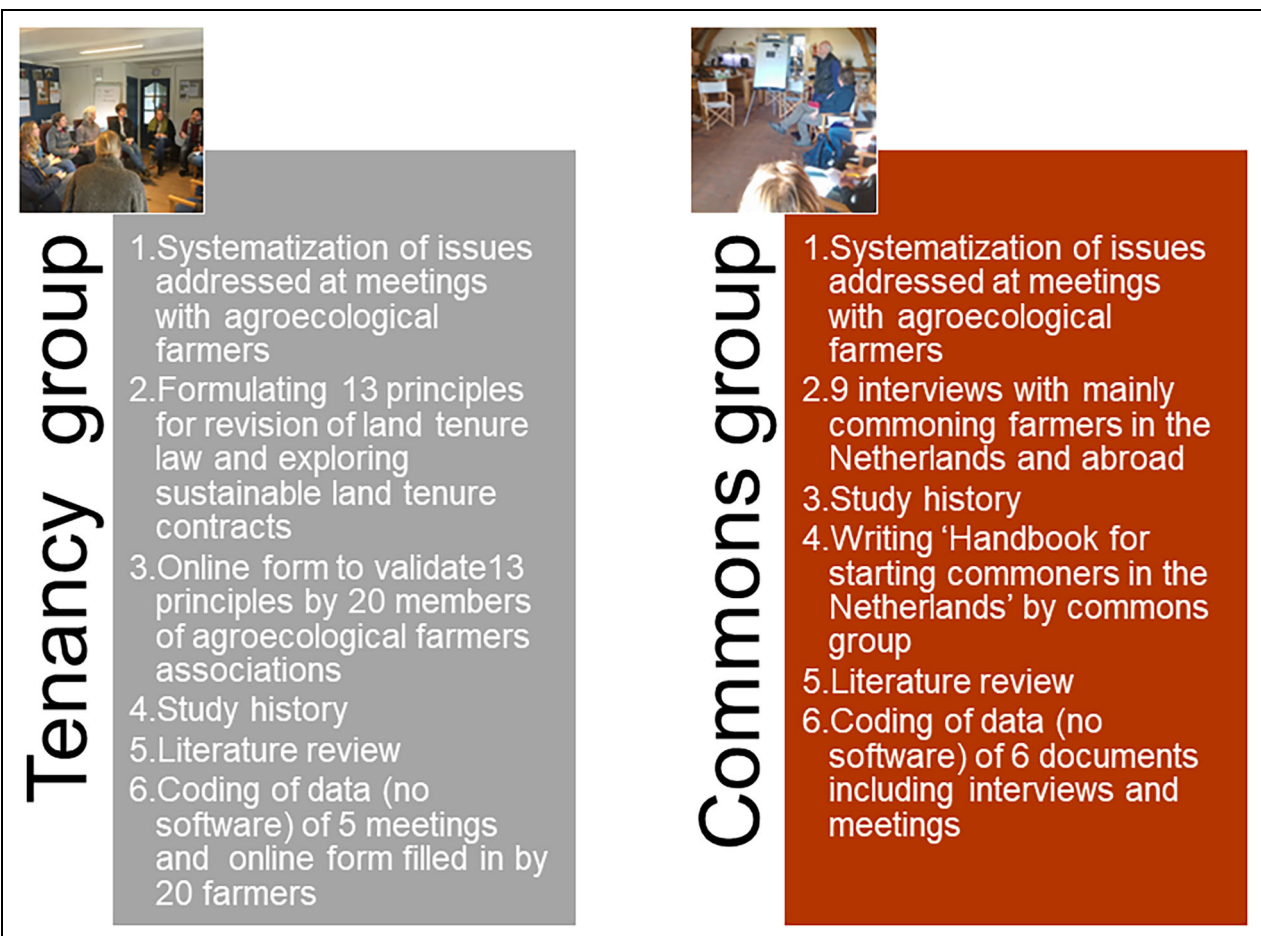 Tenancy group
1.Systematization of issues
addressed at meetings
with agroecological
farmers
2.Formulating 13 principles
for revision of land tenure
law and exploring
sustainable land tenure
contracts
3.Online form to validate13
principles by 20 members
of agroecological farmers
associations
4.Study history
5.Literature review
6.Coding of data (no
software) of 5 meetings
and online form filled in by
20 farmers
Commons group
1.Systematization of issues
addressed at meetings
with agroecological
farmers
2.9 interviews with mainly
commoning farmers in the
Netherlands and abroad
3.Study history
4.Writing ‘Handbook for
starting commoners in the
Netherlands’ by commons
group
5.Literature review
6.Coding of data (no
software) of 6 documents
including interviews and
meetings